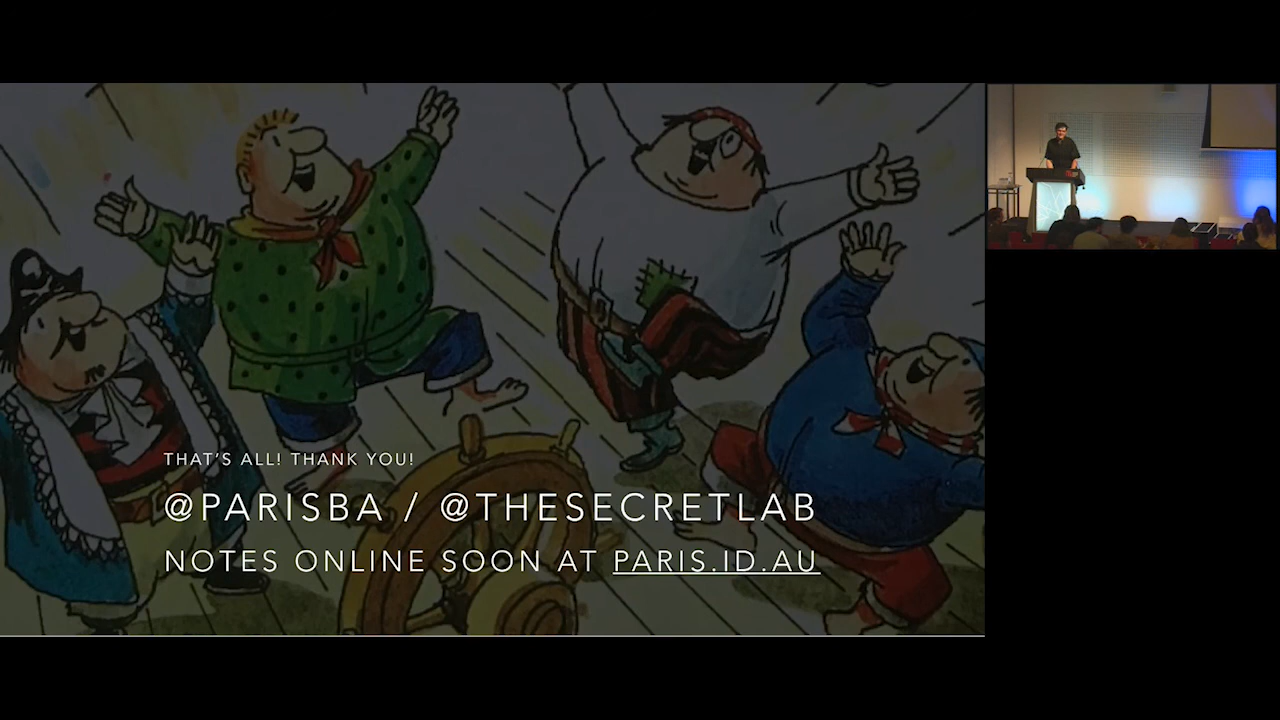 THAT'S ALL! THANK YOU!
@PARISBA / @THESECRETLAB
NOTES ONLINE SOON AT PARIS.ID.AU